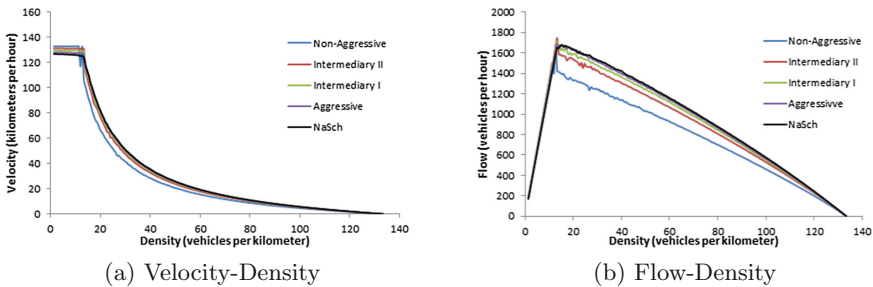 160
140
120
100
80
60
40
20
0
Velocity (kilometers per hour)
Non-Aggressive
Intermediary II
Intermediary I
Aggressive
NaSch
0 20 40 60 80 100 120 140
Density (vehicles per kilometer)
(a) Velocity-Density
2000
1800
1600
1400
1200
1000
800
600
400
200
0
Flow (vehicles per hour)
Non-Aggressive
Intermediary II
Intermediary I
Aggressivve
NaSch
0 20 40 60 80 100 120 140
Density (vehicles per kilometer)
(b) Flow-Density